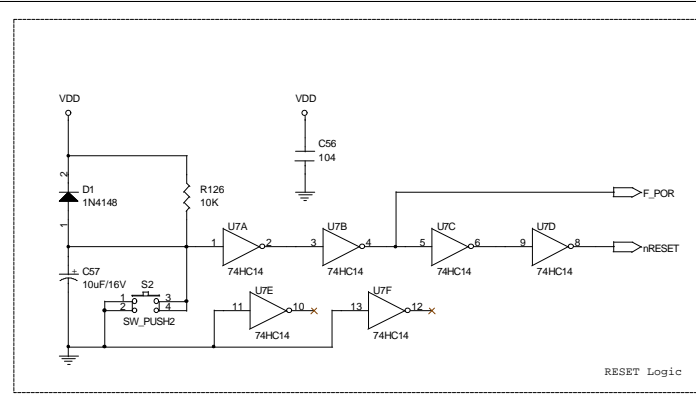 VDD
VDD
C56
104
2
D1
1N4148
1
R126
10K
F_POR
U7A
1
2
74HC14
U7B
3
4
74HC14
U7C
5
6
74HC14
U7D
9
8
74HC14
nRESET
+
C57
10uF/16V
S2
1
2
3
4
SW_PUSH2
U7E
11
10
74HC14
U7F
13
12
74HC14
RESET Logic